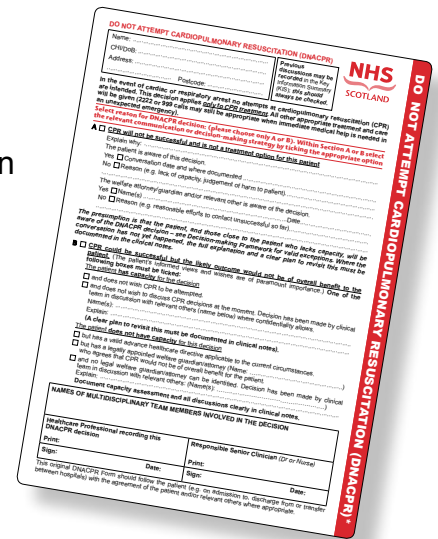 on
DO NOT ATTEMPT CARDIOPULMONARY RESUSCITATION (DNACPR)
Name:
CHI/DoB:
Address:
Postcode:
Previous
discussions may be
recorded in the Key
Information Summary
(KIS); this should
always be checked.
NHS
SCOTLAND
In the event of cardiac or respiratory arrest no attempts at cardiopulmonary resuscitation (CPR)
are intended. This decision applies only to CPR treatment. All other appropriate treatment and care
will be given (2222 or 999 calls may still be appropriate when immediate medical help is needed in
an unexpected emergency).
Select reason for DNACPR decision: (please choose only A or B). Within Section A or B select
the relevant communication or decision-making strategy by ticking the appropriate option
A CPR will not be successful and is not a treatment option for this patient
Explain why:
The patient is aware of this decision.
Yes Conversation date and where documented
No Reason (e.g. lack of capacity, judgement of harm to patient)
The welfare attorney/guardian and/or relevant other is aware of the decision.
Yes Name(s) Date
No Reason (e.g. reasonable efforts to contact unsuccessful so far)
The presumption is that the patient, and those close to the patient who lacks capacity, will be
aware of the DNACPR decision – see Decision-making Framework for valid exceptions. Where the
conversation has not yet happened, the full explanation and a clear plan to revisit this must be
documented in the clinical notes.
B CPR could be successful but the likely outcome would not be of overall benefit to the
patient. (The patient's informed views and wishes are of paramount importance.) One of the
following boxes must be ticked:
The patient has capacity for the decision
and does not wish CPR to be attempted.
and does not wish to discuss CPR decisions at the moment. Decision has been made by clinical
team in discussion with relevant others (name below) where confidentiality allows.
Name(s):
Explain:
(A clear plan to revisit this must be documented in clinical notes).
The patient does not have capacity for this decision
but has a valid advance healthcare directive applicable to the current circumstances.
but has a legally appointed welfare guardian/attorney (Name: )
who agrees that CPR would not be of overall benefit for the patient.
and no legal welfare guardian/attorney can be identified. Decision has been made by clinical
team in discussion with relevant others: (Name(s): )
Explain:
Document capacity assessment and all discussions clearly in clinical notes.
NAMES OF MULTIDISCIPLINARY TEAM MEMBERS INVOLVED IN THE DECISION
Healthcare Professional recording this
DNACPR decision
Print:
Sign: Date:
Responsible Senior Clinician (Dr or Nurse)
Print:
Sign: Date:
This original DNACPR Form should follow the patient (e.g. on admission to, discharge from or transfer
between hospitals) with the agreement of the patient and/or relevant others where appropriate.
DO NOT ATTEMPT CARDIOPULMONARY RESUSCITATION (DNACPR)*